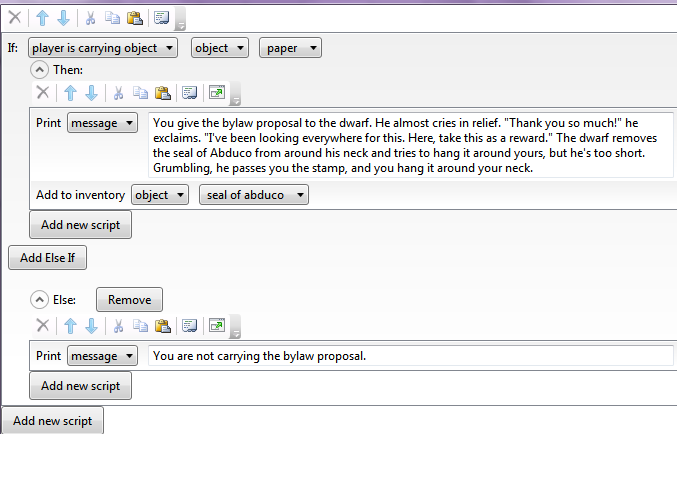 If: player is carrying object object paper
Then:
Print message You give the bylaw proposal to the dwarf. He almost cries in relief. "Thank you so much!" he
exclaims. "I've been looking everywhere for this. Here, take this as a reward." The dwarf removes
the seal of Abduco from around his neck and tries to hang it around yours, but he's too short.
Grumbling, he passes you the stamp, and you hang it around your neck.
Add to inventory object seal of abduco
Add new script
Add Else If
Else: Remove
Print message You are not carrying the bylaw proposal.
Add new script
Add new script